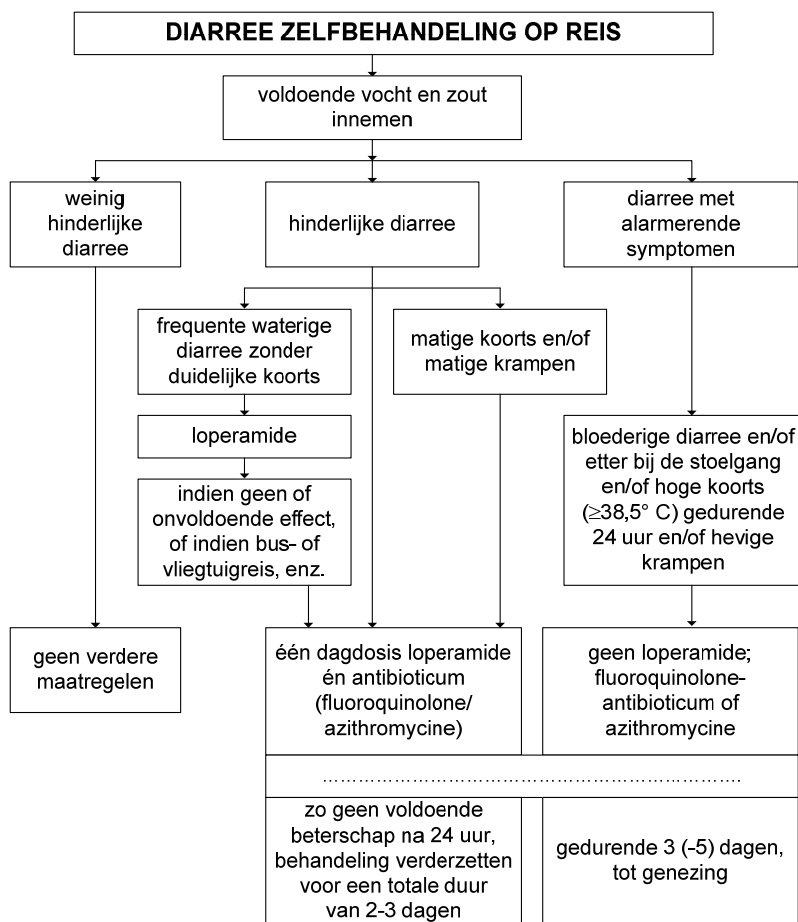 DIARREE ZELFBEHANDELING OP REIS
voldoende vocht en zout
innemen
weinig
hinderlijke
diarree
hinderlijke diarree
diarree met
alarmerende
symptomen
frequente waterige
diarree zonder
duidelijke koorts
matige koorts en/of
matige krampen
loperamide
indien geen of
onvoldoende effect,
of indien bus- of
vliegtuigreis, enz.
bloederige diarree en/of
etter bij de stoelgang
en/of hoge koorts
(≥38,5° C) gedurende
24 uur en/of hevige
krampen
geen verdere
maatregelen
één dagdosis loperamide
én antibioticum
(fluoroquinolone/
azithromycine)
geen loperamide;
fluoroquinolone-
antibioticum of
azithromycine
……………………………………………………………….
zo geen voldoende
beterschap na 24 uur,
behandeling verderzetten
voor een totale duur
van 2-3 dagen
gedurende 3 (-5) dagen,
tot genezing